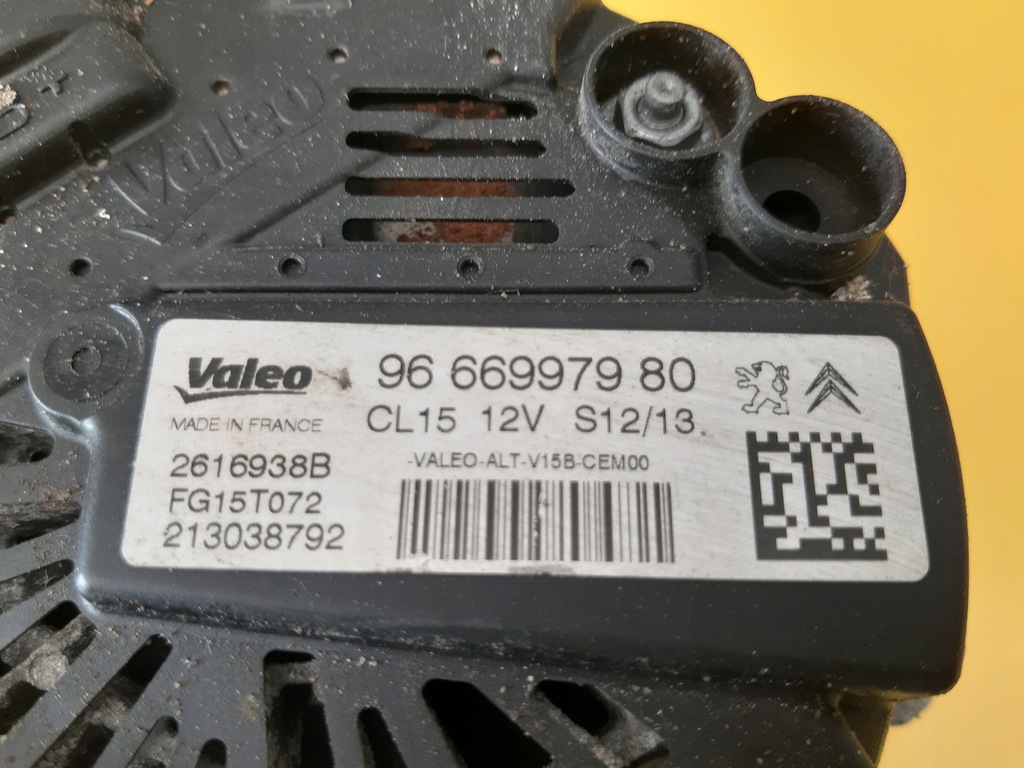 +
Valeo
Valeo
96 669979 80
MADE IN FRANCE
CL15 12V S12/13.
2616938B
-VALEO-ALT-V15B-CEM00
FG15T072
213038792